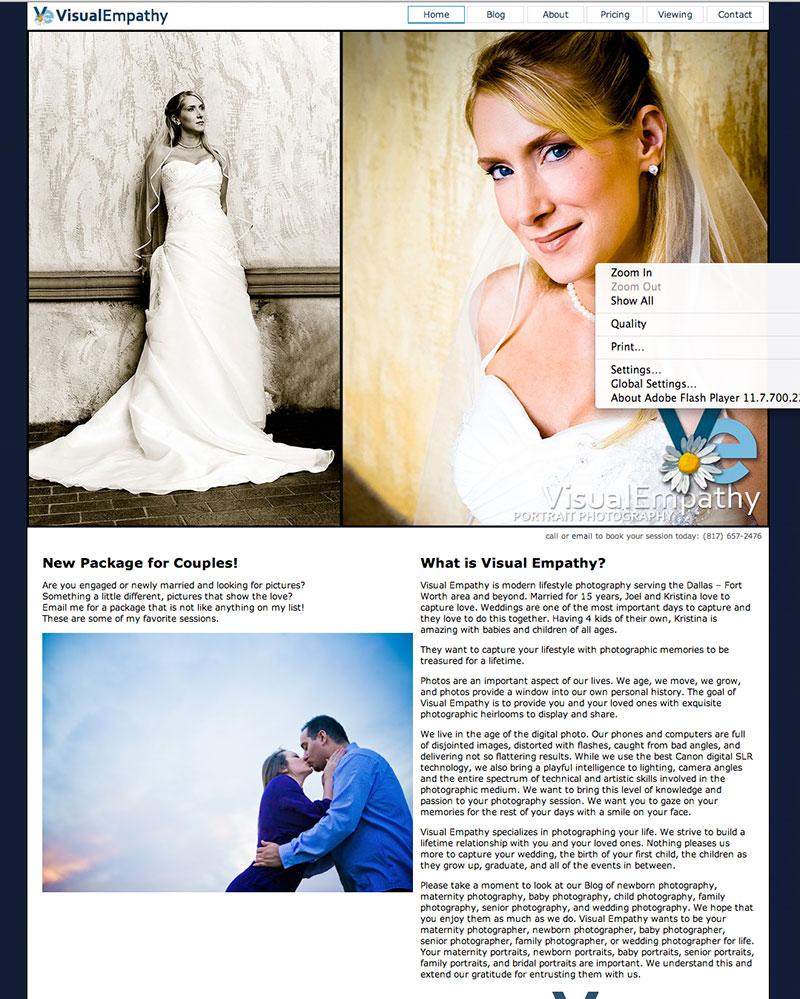 Ve VisualEmpathy
Home
Blog
About
Pricing
Viewing
Contact
Zoom In
Zoom Out
Show All
Quality
Print...
Settings...
Global Settings...
About Adobe Flash Player 11.7.700.2
Ve
VisualEmpathy
PORTRAIT PHOTOGRAPHY
call or email to book your session today: (817) 657-2476
New Package for Couples!
Are you engaged or newly married and looking for pictures?
Something a little different, pictures that show the love?
Email me for a package that is not like anything on my list!
These are some of my favorite sessions.
What is Visual Empathy?
Visual Empathy is modern lifestyle photography serving the Dallas – Fort
Worth area and beyond. Married for 15 years, Joel and Kristina love to
capture love. Weddings are one of the most important days to capture and
they love to do this together. Having 4 kids of their own, Kristina is
amazing with babies and children of all ages.
They want to capture your lifestyle with photographic memories to be
treasured for a lifetime.
Photos are an important aspect of our lives. We age, we move, we grow,
and photos provide a window into our own personal history. The goal of
Visual Empathy is to provide you and your loved ones with exquisite
photographic heirlooms to display and share.
We live in the age of the digital photo. Our phones and computers are full
of disjointed images, distorted with flashes, caught from bad angles, and
delivering not so flattering results. While we use the best Canon digital SLR
technology, we also bring a playful intelligence to lighting, camera angles
and the entire spectrum of technical and artistic skills involved in the
photographic medium. We want to bring this level of knowledge and
passion to your photography session. We want you to gaze on your
memories for the rest of your days with a smile on your face.
Visual Empathy specializes in photographing your life. We strive to build a
lifetime relationship with you and your loved ones. Nothing pleases us
more to capture your wedding, the birth of your first child, the children as
they grow up, graduate, and all of the events in between.
Please take a moment to look at our Blog of newborn photography,
maternity photography, baby photography, child photography, family
photography, senior photography, and wedding photography. We hope that
you enjoy them as much as we do. Visual Empathy wants to be your
maternity photographer, newborn photographer, baby photographer,
senior photographer, family photographer, or wedding photographer for life.
Your maternity portraits, newborn portraits, baby portraits, senior portraits,
family portraits, and bridal portraits are important. We understand this and
extend our gratitude for entrusting them with us.